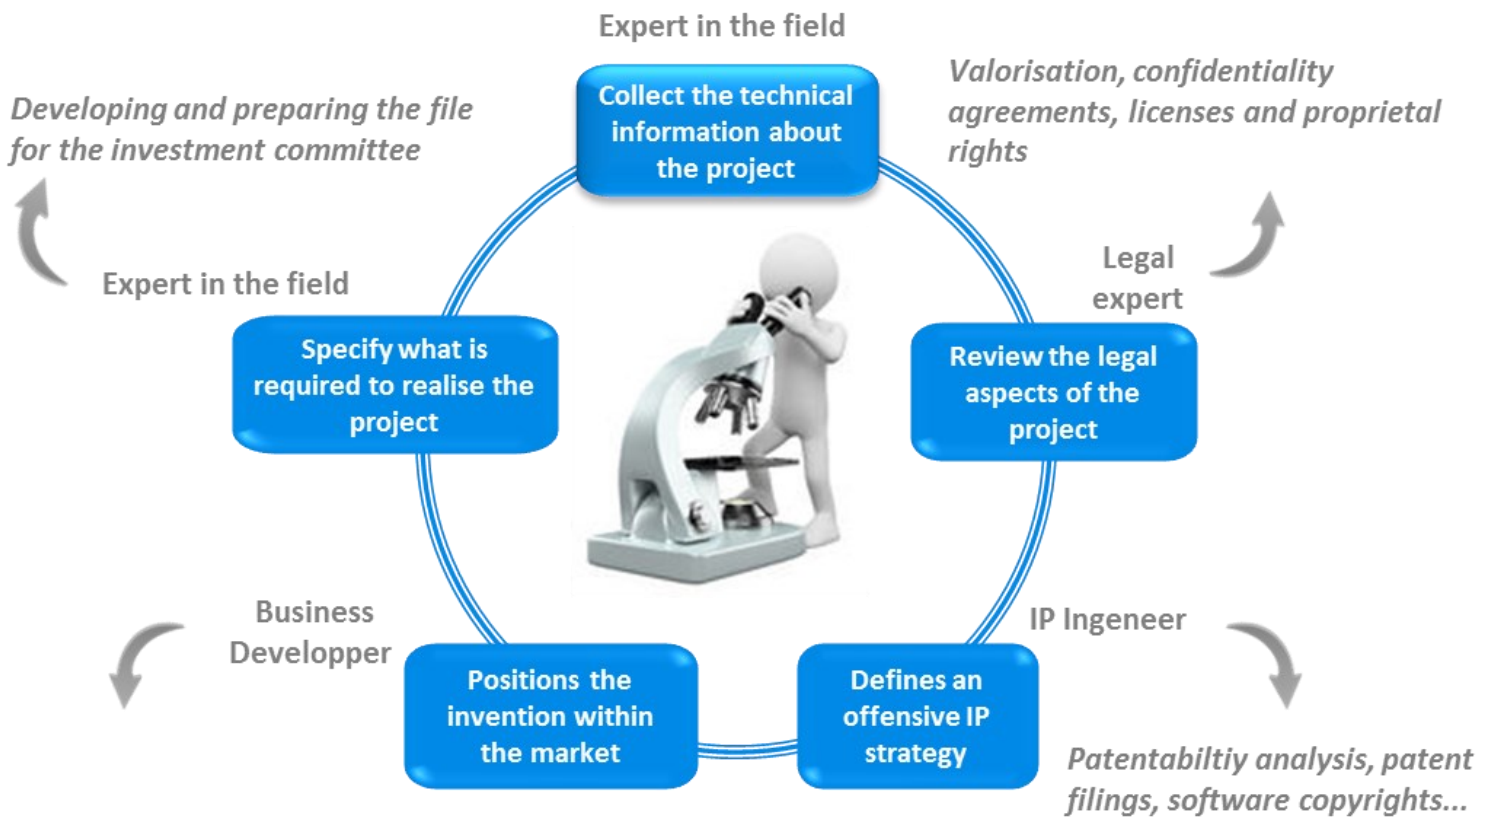 Expert in the field
Collect the technical
information about
the project
Valorisation, confidentiality
agreements, licenses and proprietal
rights
Developing and preparing the file
for the investment committee
Legal
expert
Expert in the field
Specify what is
required to realise the
project
Review the legal
aspects of the
project
Business
Developper
IP Ingeneer
Positions the
invention within
the market
Defines an
offensive IP
strategy
Patentabiltiy analysis, patent
filings, software copyrights...